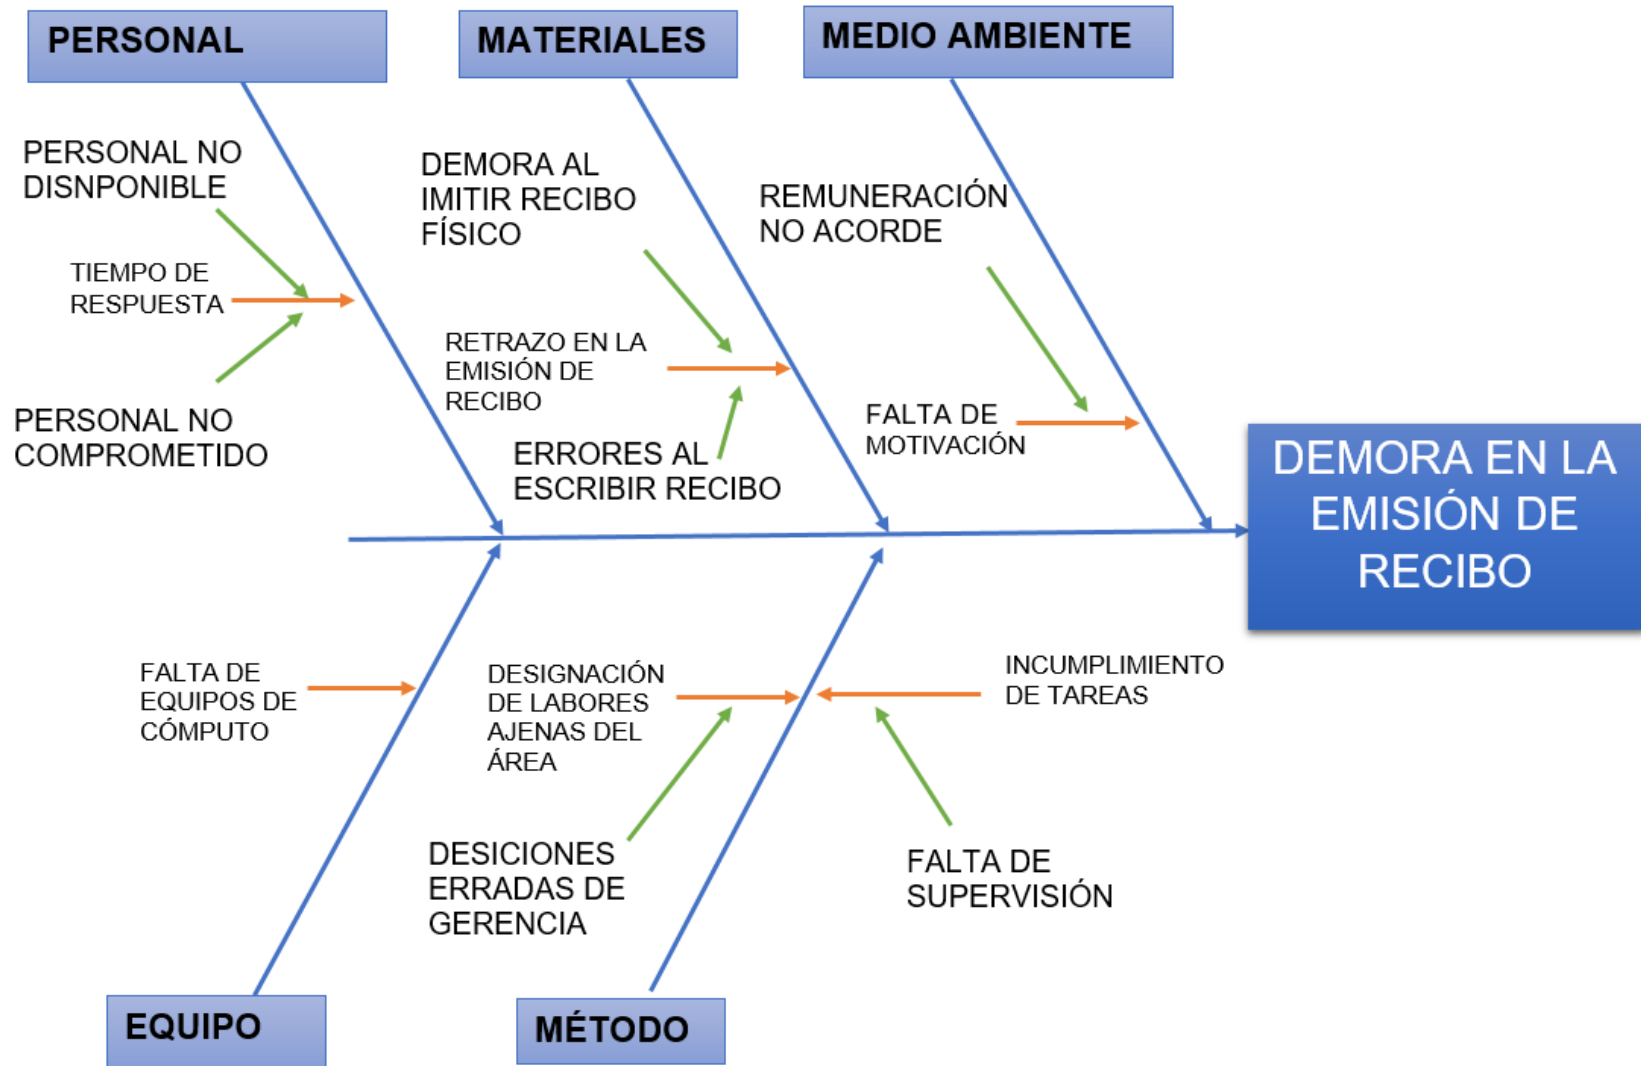 PERSONAL
MATERIALES
MEDIO AMBIENTE
PERSONAL NO
DISNPONIBLE
TIEMPO DE
RESPUESTA
PERSONAL NO
COMPROMETIDO
DEMORA AL
IMITIR RECIBO
FÍSICO
RETRAZO EN LA
EMISIÓN DE
RECIBO
ERRORES AL
ESCRIBIR RECIBO
REMUNERACIÓN
NO ACORDE
FALTA DE
MOTIVACIÓN
DEMORA EN LA
EMISIÓN DE
RECIBO
FALTA DE
EQUIPOS DE
CÓMPUTO
DESIGNACIÓN
DE LABORES
AJENAS DEL
ÁREA
INCUMPLIMIENTO
DE TAREAS
DESICIONES
ERRADAS DE
GERENCIA
FALTA DE
SUPERVISIÓN
EQUIPO
MÉTODO